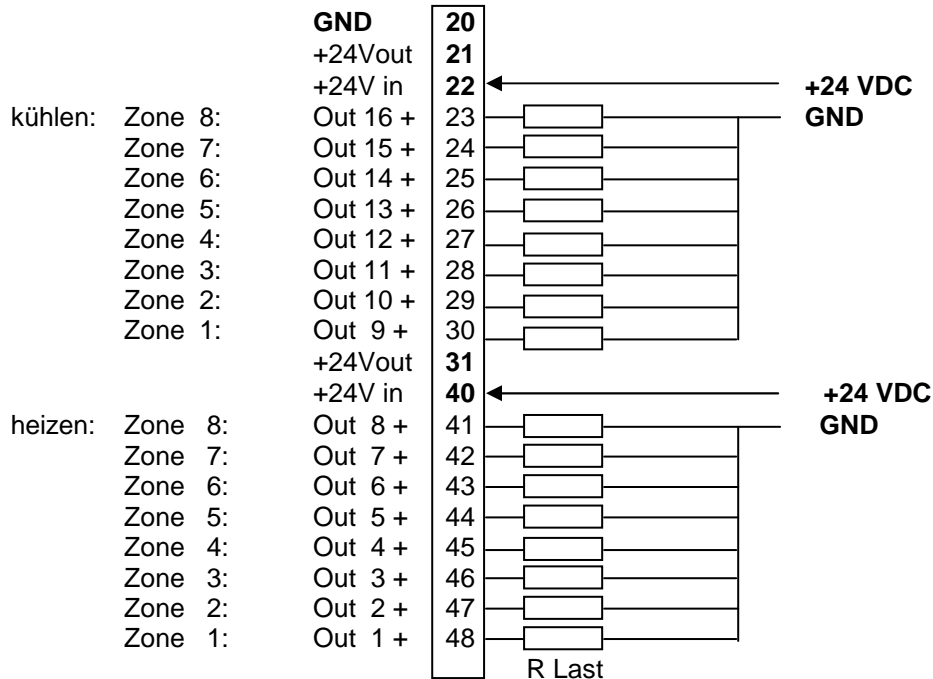 GND 20
+24Vout 21
+24V in 22 +24 VDC
kühlen: Zone 8: Out 16 + 23 GND
Zone 7: Out 15 + 24
Zone 6: Out 14 + 25
Zone 5: Out 13 + 26
Zone 4: Out 12 + 27
Zone 3: Out 11 + 28
Zone 2: Out 10 + 29
Zone 1: Out 9 + 30
+24Vout 31
+24V in 40 +24 VDC
heizen: Zone 8: Out 8 + 41 GND
Zone 7: Out 7 + 42
Zone 6: Out 6 + 43
Zone 5: Out 5 + 44
Zone 4: Out 4 + 45
Zone 3: Out 3 + 46
Zone 2: Out 2 + 47
Zone 1: Out 1 + 48
R Last